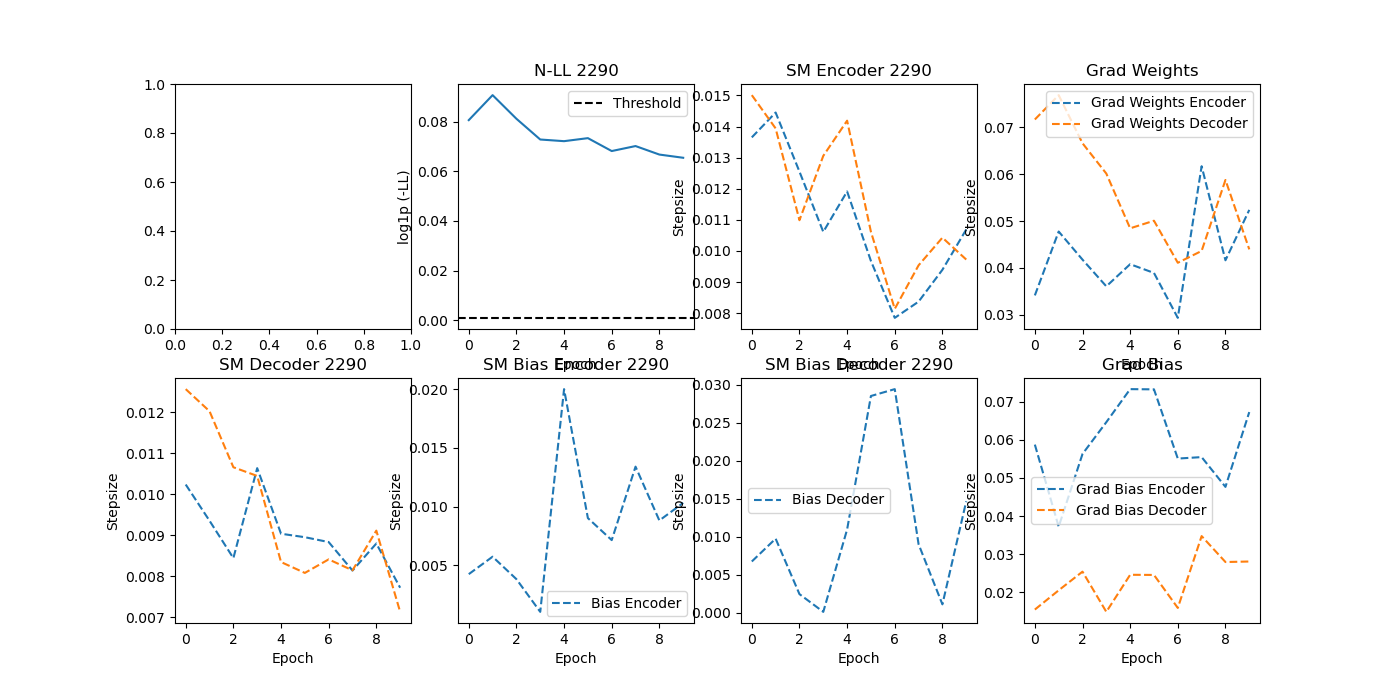 N-LL 2290
SM Encoder 2290
Grad Weights
1.0
0.8
0.6
0.4
0.2
0.0
0.0 0.2 0.4 0.6 0.8 1.0
log1p (-LL)
0.08
0.06
0.04
0.02
0.00
Threshold
0 2 4 6 8
Epoch
Stepsize
0.015
0.014
0.013
0.012
0.011
0.010
0.009
0.008
0 2 4 6 8
Epoch
Stepsize
0.07
0.06
0.05
0.04
0.03
Grad Weights Encoder
Grad Weights Decoder
0 2 4 6 8
Epoch
SM Decoder 2290
SM Bias Encoder 2290
SM Bias Decoder 2290
Grad Bias
Stepsize
0.012
0.011
0.010
0.009
0.008
0.007
0 2 4 6 8
Epoch
Stepsize
0.020
0.015
0.010
0.005
Bias Encoder
0 2 4 6 8
Epoch
Stepsize
0.030
0.025
0.020
0.015
0.010
0.005
0.000
Bias Decoder
0 2 4 6 8
Epoch
Stepsize
0.07
0.06
0.05
0.04
0.03
0.02
Grad Bias Encoder
Grad Bias Decoder
0 2 4 6 8
Epoch